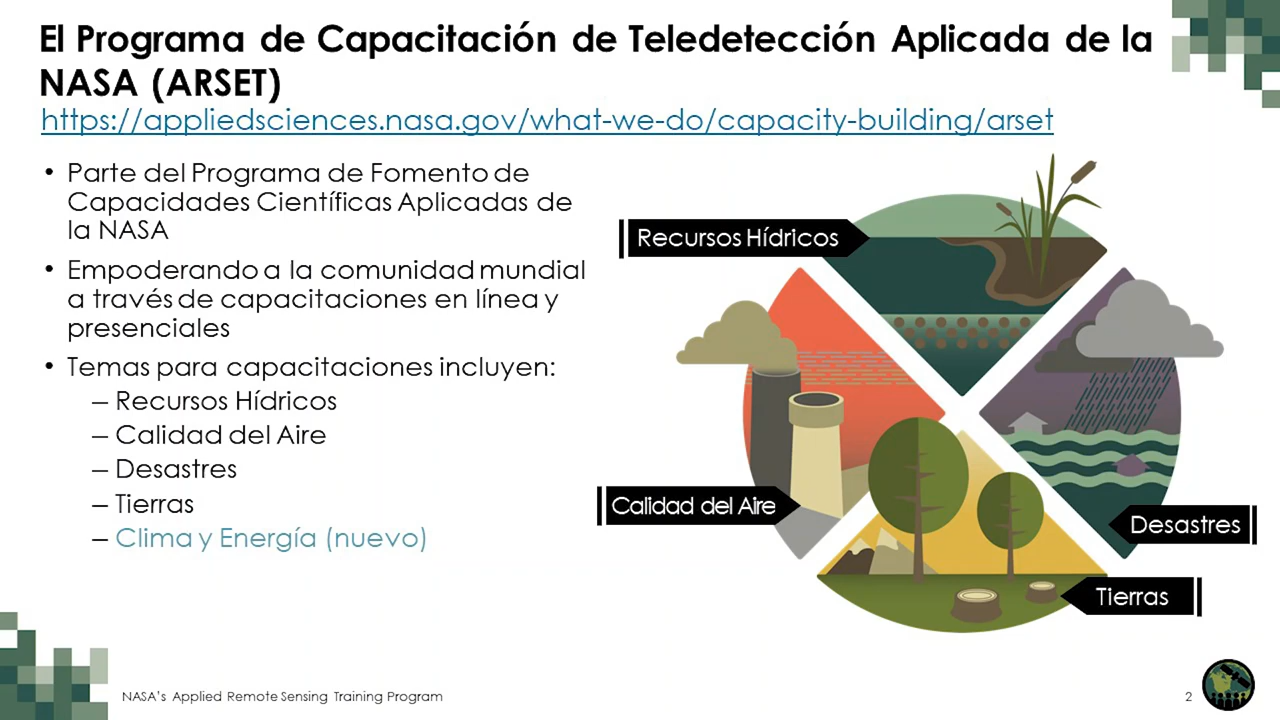 El Programa de Capacitación de Teledetección Aplicada de la
NASA (ARSET)
https://appliedsciences.nasa.gov/what-we-do/capacity-building/arset
• Parte del Programa de Fomento de
Capacidades Científicas Aplicadas de
la NASA
• Empoderando a la comunidad mundial
a través de capacitaciones en línea y
presenciales
• Temas para capacitaciones incluyen:
– Recursos Hídricos
– Calidad del Aire
– Desastres
– Tierras
– Clima y Energía (nuevo)
Recursos Hídricos
Calidad del Aire
Desastres
Tierras
NASA's Applied Remote Sensing Training Program
2